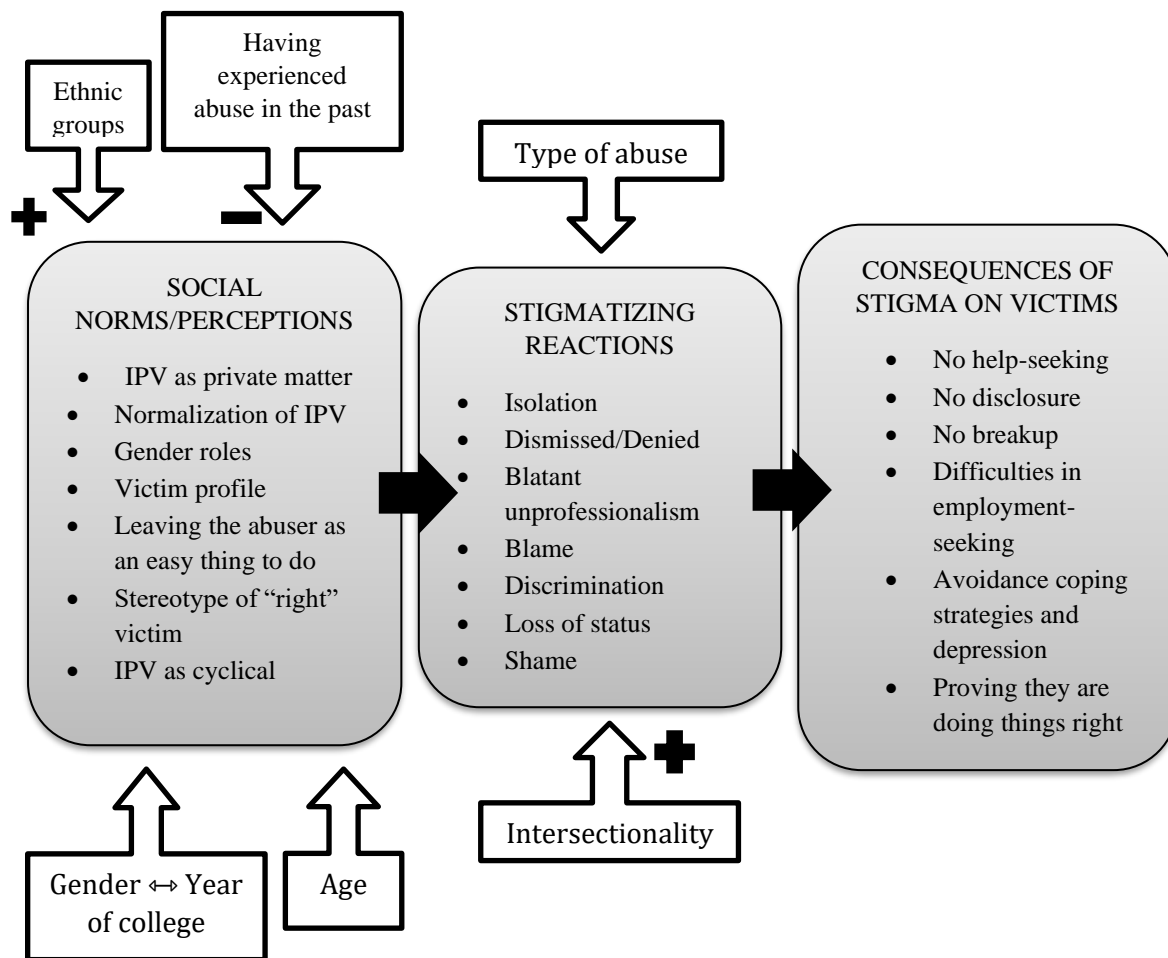 Ethnic
groups
Having
experienced
abuse in the past
Type of abuse
+
−
SOCIAL
NORMS/PERCEPTIONS
• IPV as private matter
• Normalization of IPV
• Gender roles
• Victim profile
• Leaving the abuser as
an easy thing to do
• Stereotype of “right”
victim
• IPV as cyclical
STIGMATIZING
REACTIONS
• Isolation
• Dismissed/Denied
• Blatant
unprofessionalism
• Blame
• Discrimination
• Loss of status
• Shame
CONSEQUENCES OF
STIGMA ON VICTIMS
• No help-seeking
• No disclosure
• No breakup
• Difficulties in
employment-
seeking
• Avoidance coping
strategies and
depression
• Proving they are
doing things right
Gender ⇔ Year
of college
Age
+
Intersectionality